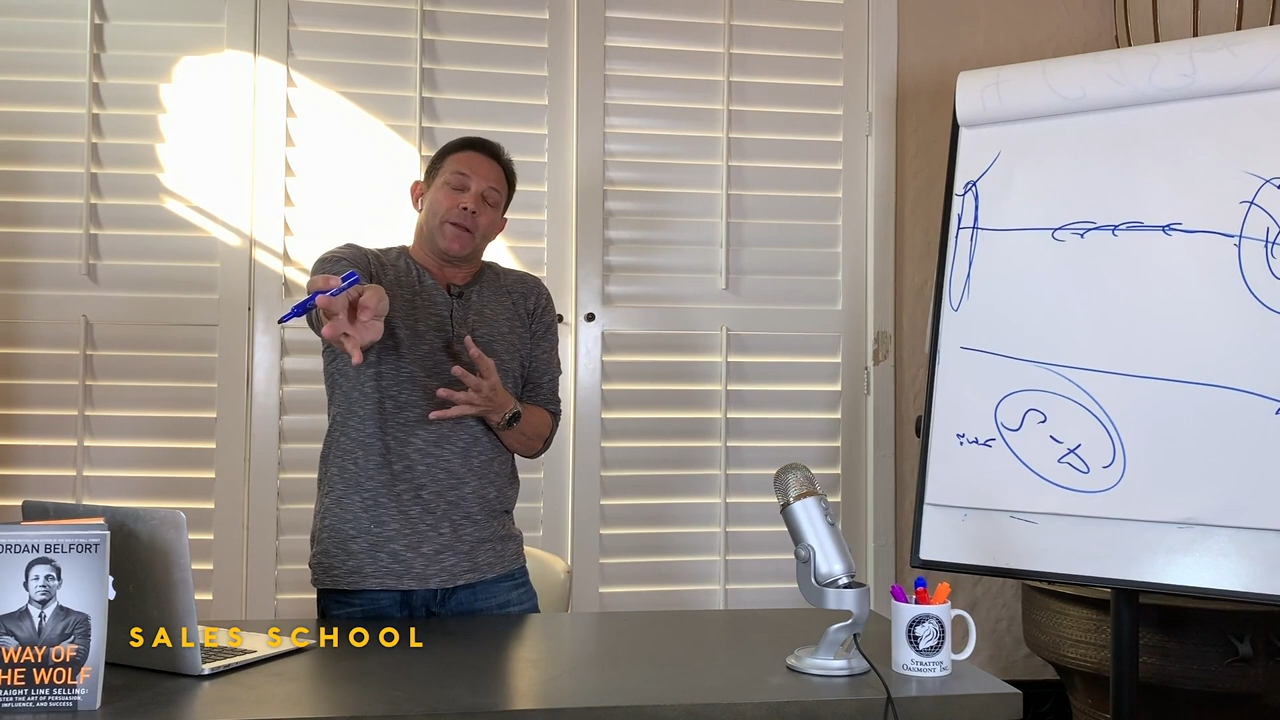 ORDAN BELFORT
WAY OF
HE WOLF
RAIGHT LINE SELLING:
STER THE ART OF PERSUASION,
INFLUENCE, AND SUCCESS
SALES SCHOOL
STRATTON
OAKMONT INC.